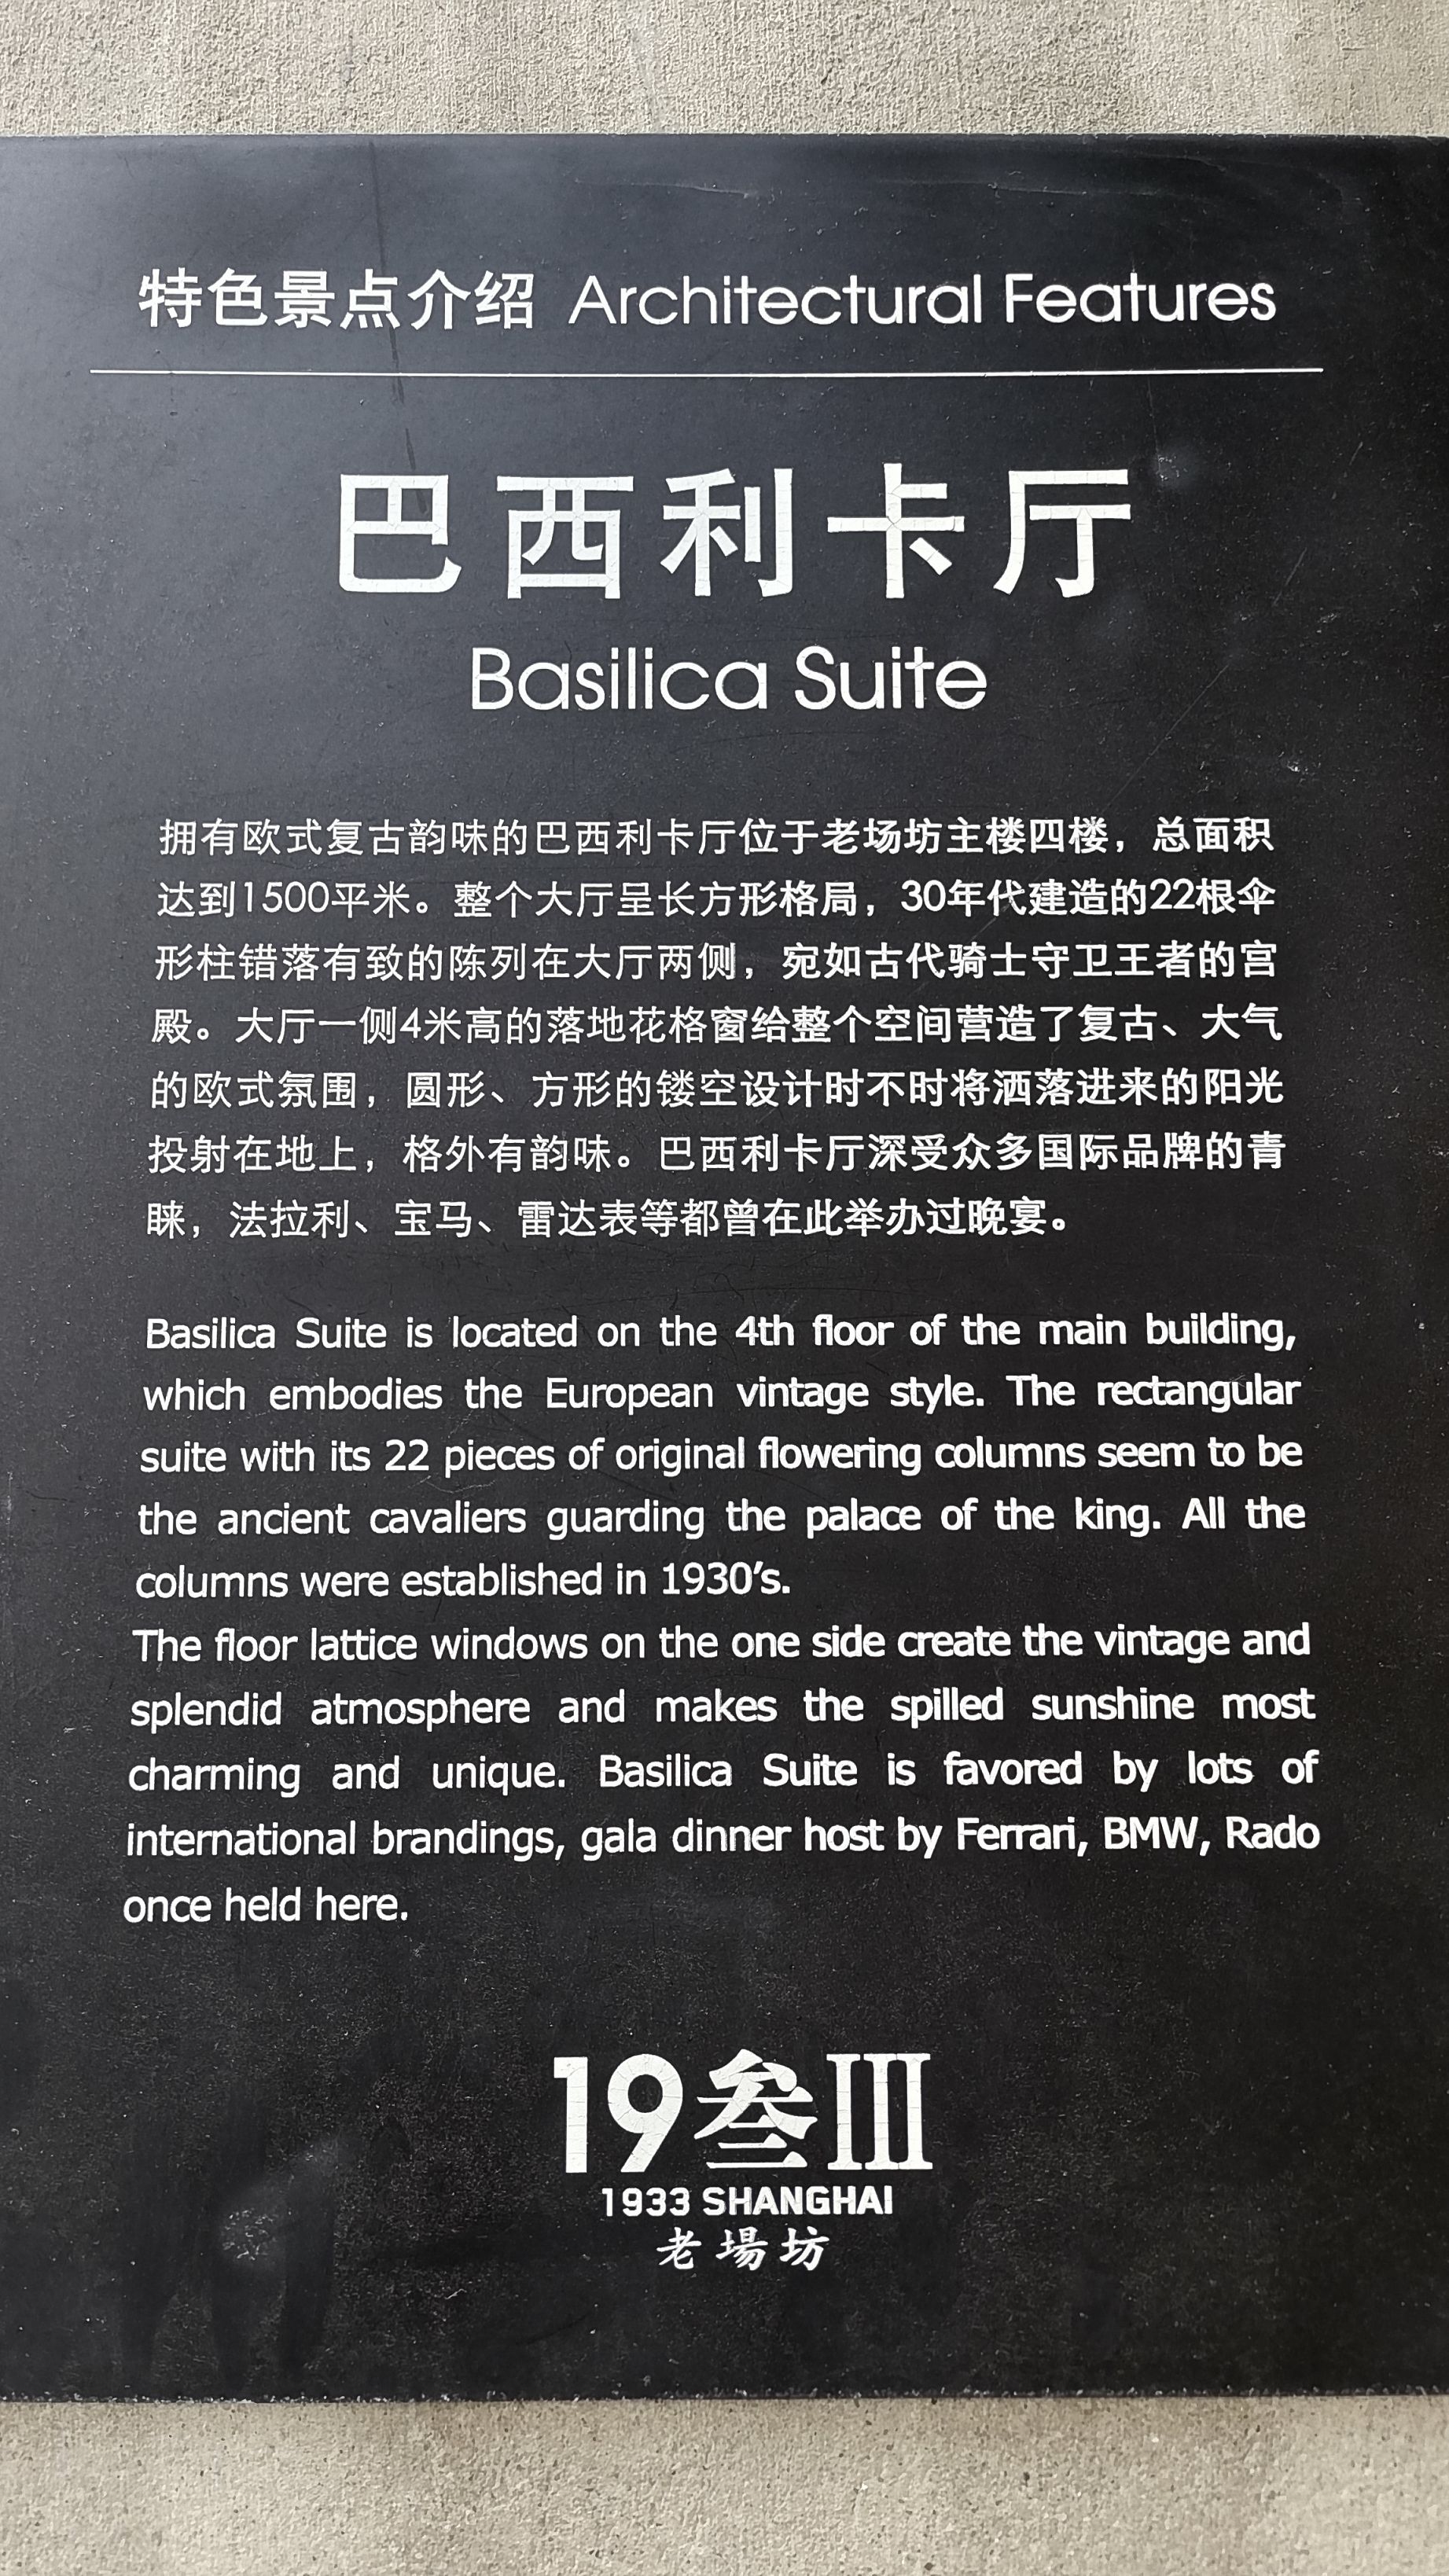 特色景点介绍 Architectural Features
巴西利卡厅
Basilica Suite
拥有欧式复古韵味的巴西利卡厅位于老场坊主楼四楼，总面积
达到1500平米。整个大厅呈长方形格局，30年代建造的22根伞
形柱错落有致的陈列在大厅两侧，宛如古代骑士守卫王者的宫
殿。大厅一侧4米高的落地花格窗给整个空间营造了复古、大气
的欧式氛围，圆形、方形的镂空设计时不时将洒落进来的阳光
投射在地上，格外有韵味。巴西利卡厅深受众多国际品牌的青
睐，法拉利、宝马、雷达表等都曾在此举办过晚宴。
Basilica Suite is located on the 4th floor of the main building,
which embodies the European vintage style. The rectangular
suite with its 22 pieces of original flowering columns seem to be
the ancient cavaliers guarding the palace of the king. All the
columns were established in 1930’s.
The floor lattice windows on the one side create the vintage and
splendid atmosphere and makes the spilled sunshine most
charming and unique. Basilica Suite is favored by lots of
international brandings, gala dinner host by Ferrari, BMW, Rado
once held here.
19叁III
1933 SHANGHAI
老場坊